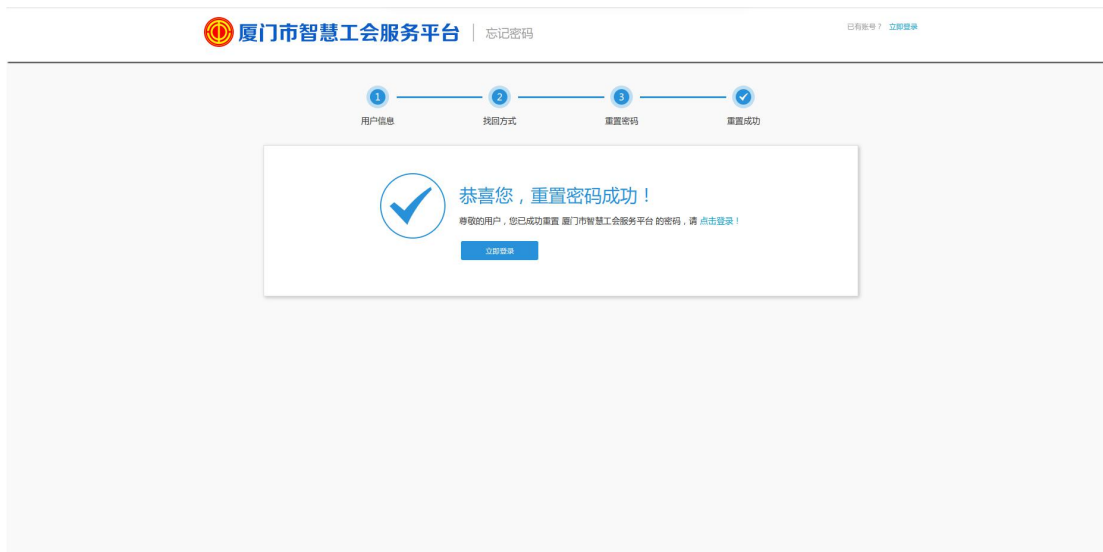 厦门市智慧工会服务平台 忘记密码 已有账号？ 立即登录
1 2 3
用户信息 找回方式 重置密码 重置成功
恭喜您，重置密码成功！
尊敬的用户，您已成功重置 厦门市智慧工会服务平台 的密码，请 点击登录！
立即登录